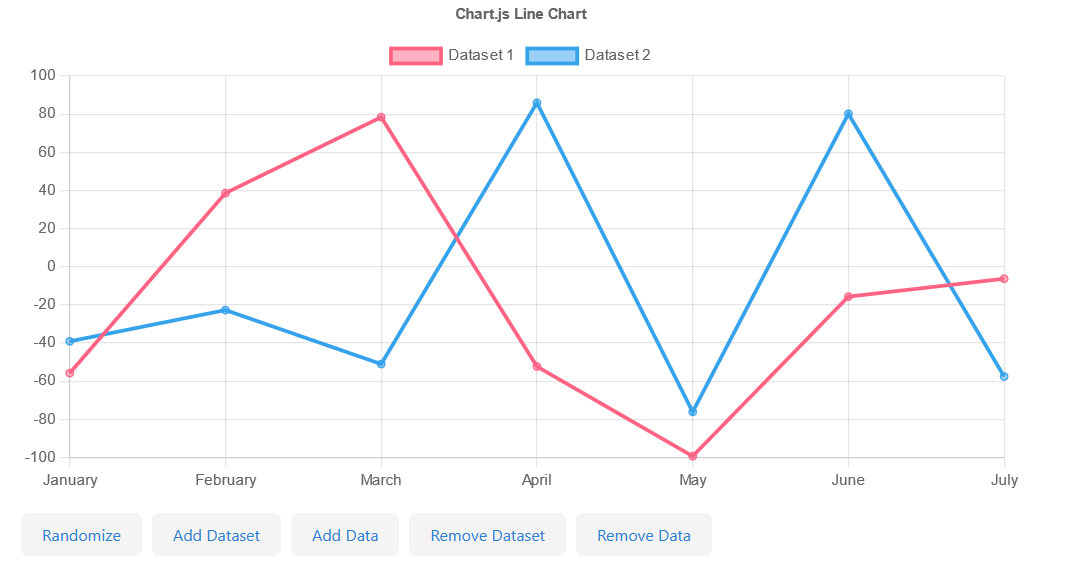 Chart.js Line Chart
Dataset 1 Dataset 2
100
80
60
40
20
0
-20
-40
-60
-80
-100
January February March April May June July
Randomize Add Dataset Add Data Remove Dataset Remove Data